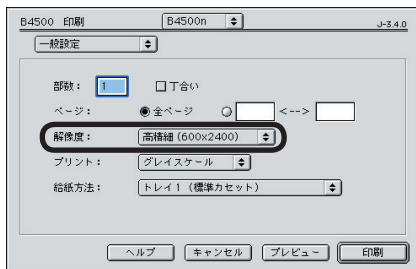 B4500 印刷 B4500n J-3.4.0
一般設定
部数： 1 丁合い
ページ： 全ページ <-->
解像度： 高精細(600x2400)
プリント： グレイスケール
給紙方法： トレイ1（標準カセット）
ヘルプ キャンセル プレビュー 印刷